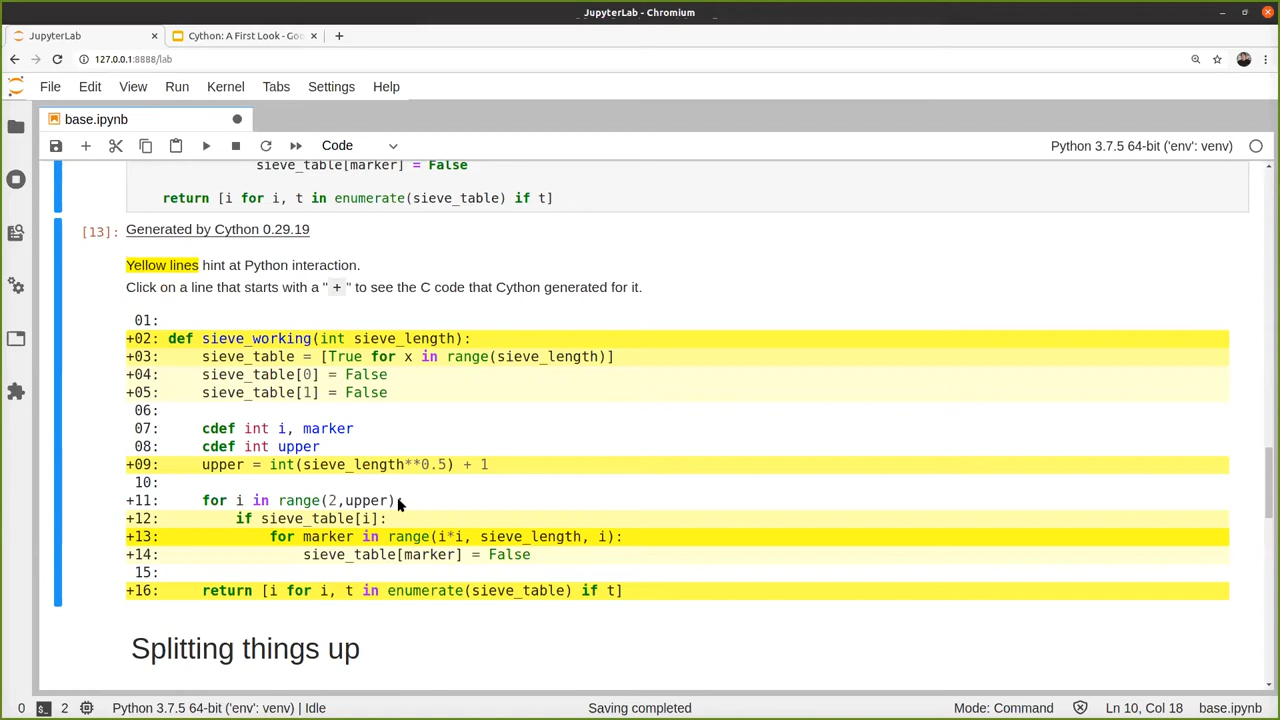 JupyterLab - Chromium
JupyterLab
Cython: A First Look - Goo
127.0.0.1:8888/lab
File Edit View Run Kernel Tabs Settings Help
base.ipynb
Code
Python 3.7.5 64-bit ('env': venv)
sieve_table[marker] = False
return [i for i, t in enumerate(sieve_table) if t]
[13]: Generated by Cython 0.29.19
Yellow lines hint at Python interaction.
Click on a line that starts with a "+" to see the C code that Cython generated for it.
01:
+02: def sieve_working(int sieve_length):
+03: sieve_table = [True for x in range(sieve_length)]
+04: sieve_table[0] = False
+05: sieve_table[1] = False
06:
07: cdef int i, marker
08: cdef int upper
+09: upper = int(sieve_length**0.5) + 1
10:
+11: for i in range(2,upper):
+12: if sieve_table[i]:
+13: for marker in range(i*i, sieve_length, i):
+14: sieve_table[marker] = False
15:
+16: return [i for i, t in enumerate(sieve_table) if t]
Splitting things up
0 2 Python 3.7.5 64-bit ('env': venv) | Idle Saving completed Mode: Command Ln 10, Col 18 base.ipynb